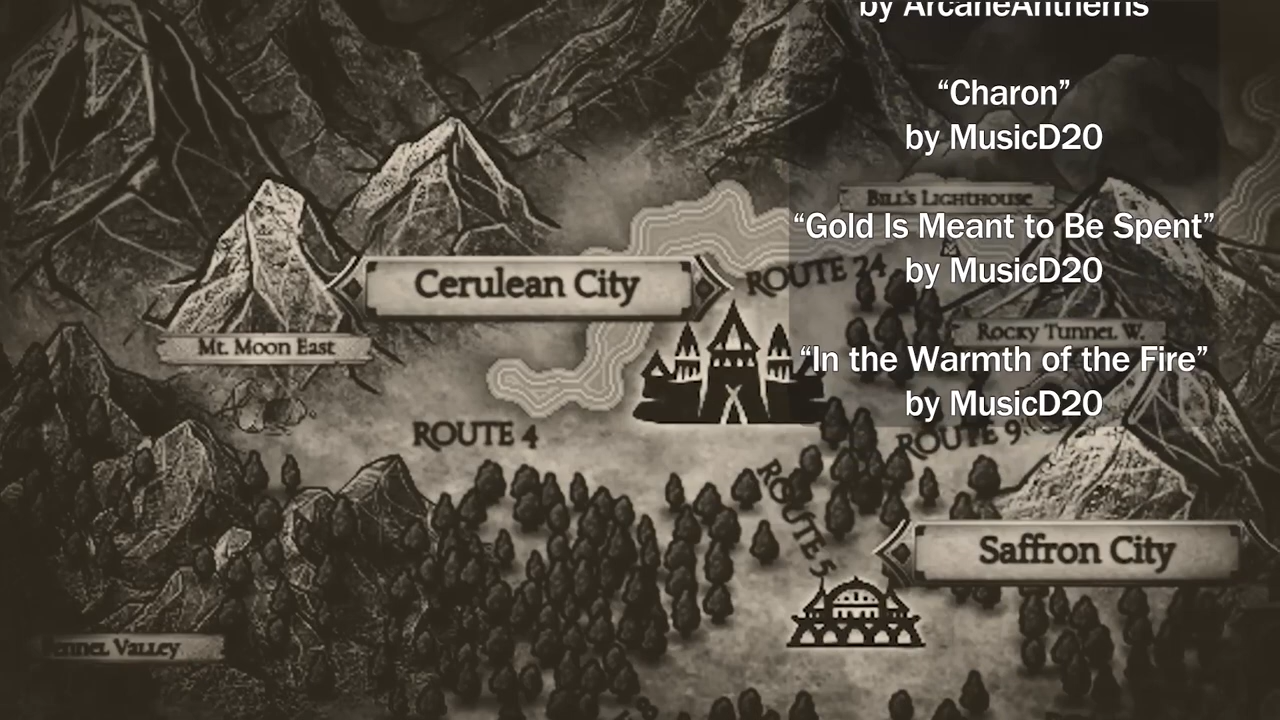 by ArcaneAnthems
“Charon”
by MusicD20
BILL'S LIGHTHOUSE
“Gold Is Meant to Be Spent”
by MusicD20
ROUTE 24
Cerulean City
Mt. Moon East
ROCKY TUNNEL W.
“In the Warmth of the Fire”
by MusicD20
ROUTE 4
ROUTE 9
ROUTE 5
Saffron City
VALLEY